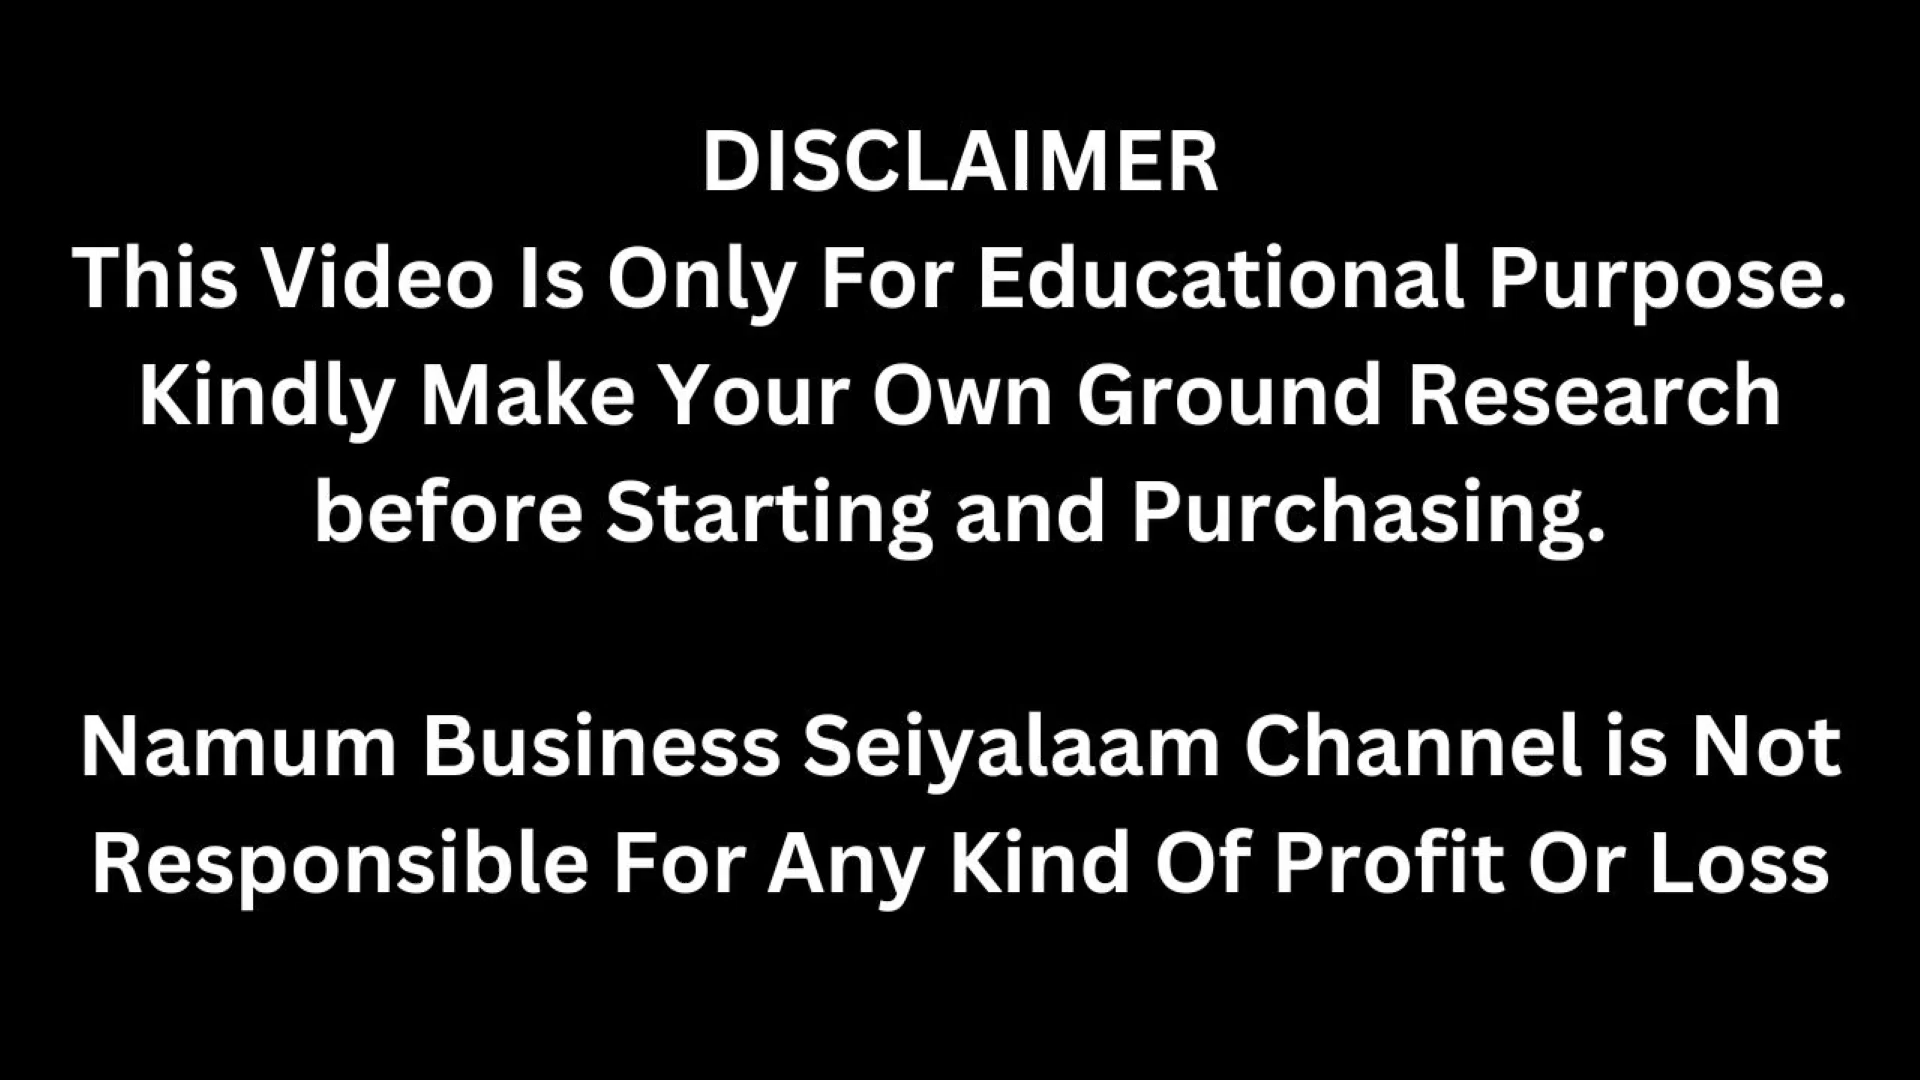 DISCLAIMER
This Video Is Only For Educational Purpose.
Kindly Make Your Own Ground Research
before Starting and Purchasing.
Namum Business Seiyalaam Channel is Not
Responsible For Any Kind Of Profit Or Loss